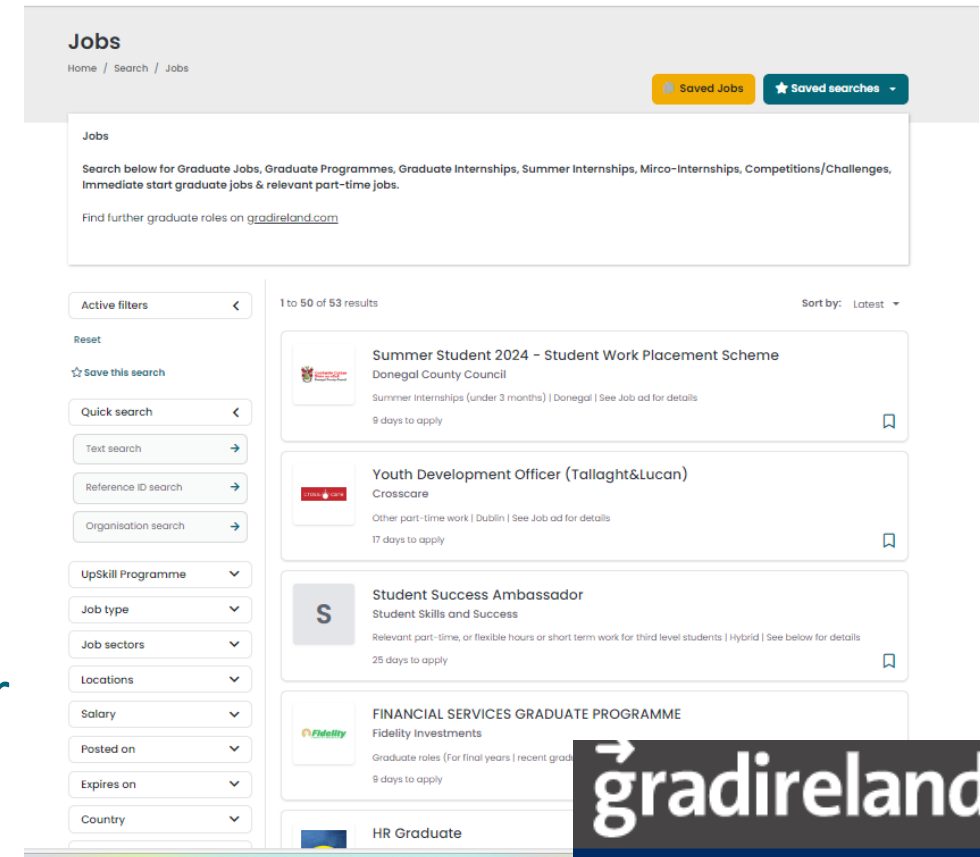 Jobs
Home / Search / Jobs
Saved Jobs
Saved searches
Jobs
Search below for Graduate Jobs, Graduate Programmes, Graduate Internships, Summer Internships, Mirco-Internships, Competitions/Challenges,
Immediate start graduate jobs & relevant part-time jobs.
Find further graduate roles on gradireland.com
Active filters
Reset
Save this search
Quick search
Text search
Reference ID search
Organisation search
UpSkill Programme
Job type
Job sectors
Locations
Salary
Posted on
Expires on
Country
1 to 50 of 53 results
Sort by: Latest
Summer Student 2024 - Student Work Placement Scheme
Donegal County Council
Summer Internships (under 3 months) | Donegal | See Job ad for details
9 days to apply
Youth Development Officer (Tallaght&Lucan)
Crosscare
Other part-time work | Dublin | See Job ad for details
17 days to apply
S
Student Success Ambassador
Student Skills and Success
Relevant part-time, or flexible hours or short term work for third level students | Hybrid | See below for details
25 days to apply
Fidelity
FINANCIAL SERVICES GRADUATE PROGRAMME
Fidelity Investments
Graduate roles (For final years | recent grad
9 days to apply
HR Graduate
gradireland
r